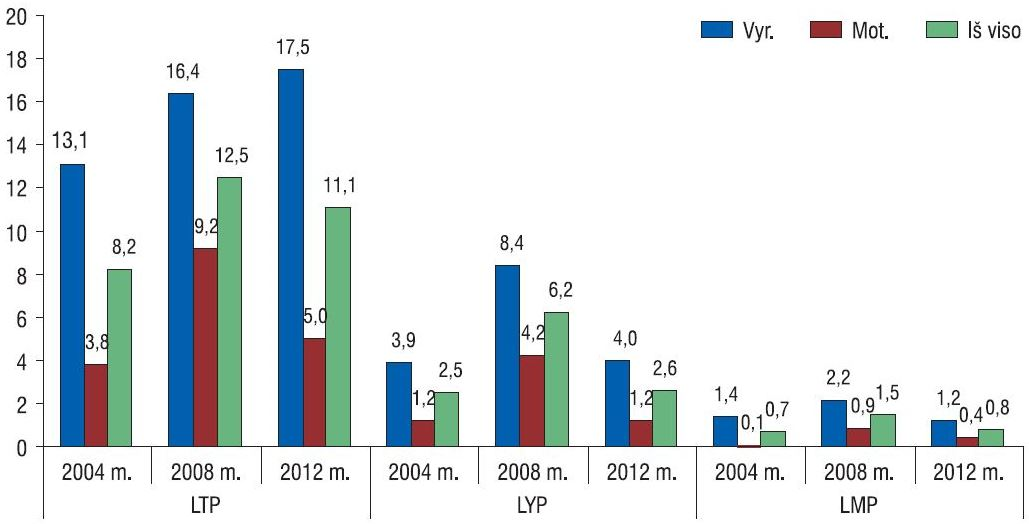 20
18
16
14
12
10
8
6
4
2
0
Vyr. Mot. Iš viso
13,1 3,8 8,2
16,4 9,2 12,5
17,5 5,0 11,1
3,9 1,2 2,5
8,4 4,2 6,2
4,0 1,2 2,6
1,4 0,1 0,7
2,2 0,9 1,5
1,2 0,4 0,8
2004 m. 2008 m. 2012 m. 2004 m. 2008 m. 2012 m. 2004 m. 2008 m. 2012 m.
LTP LYP LMP